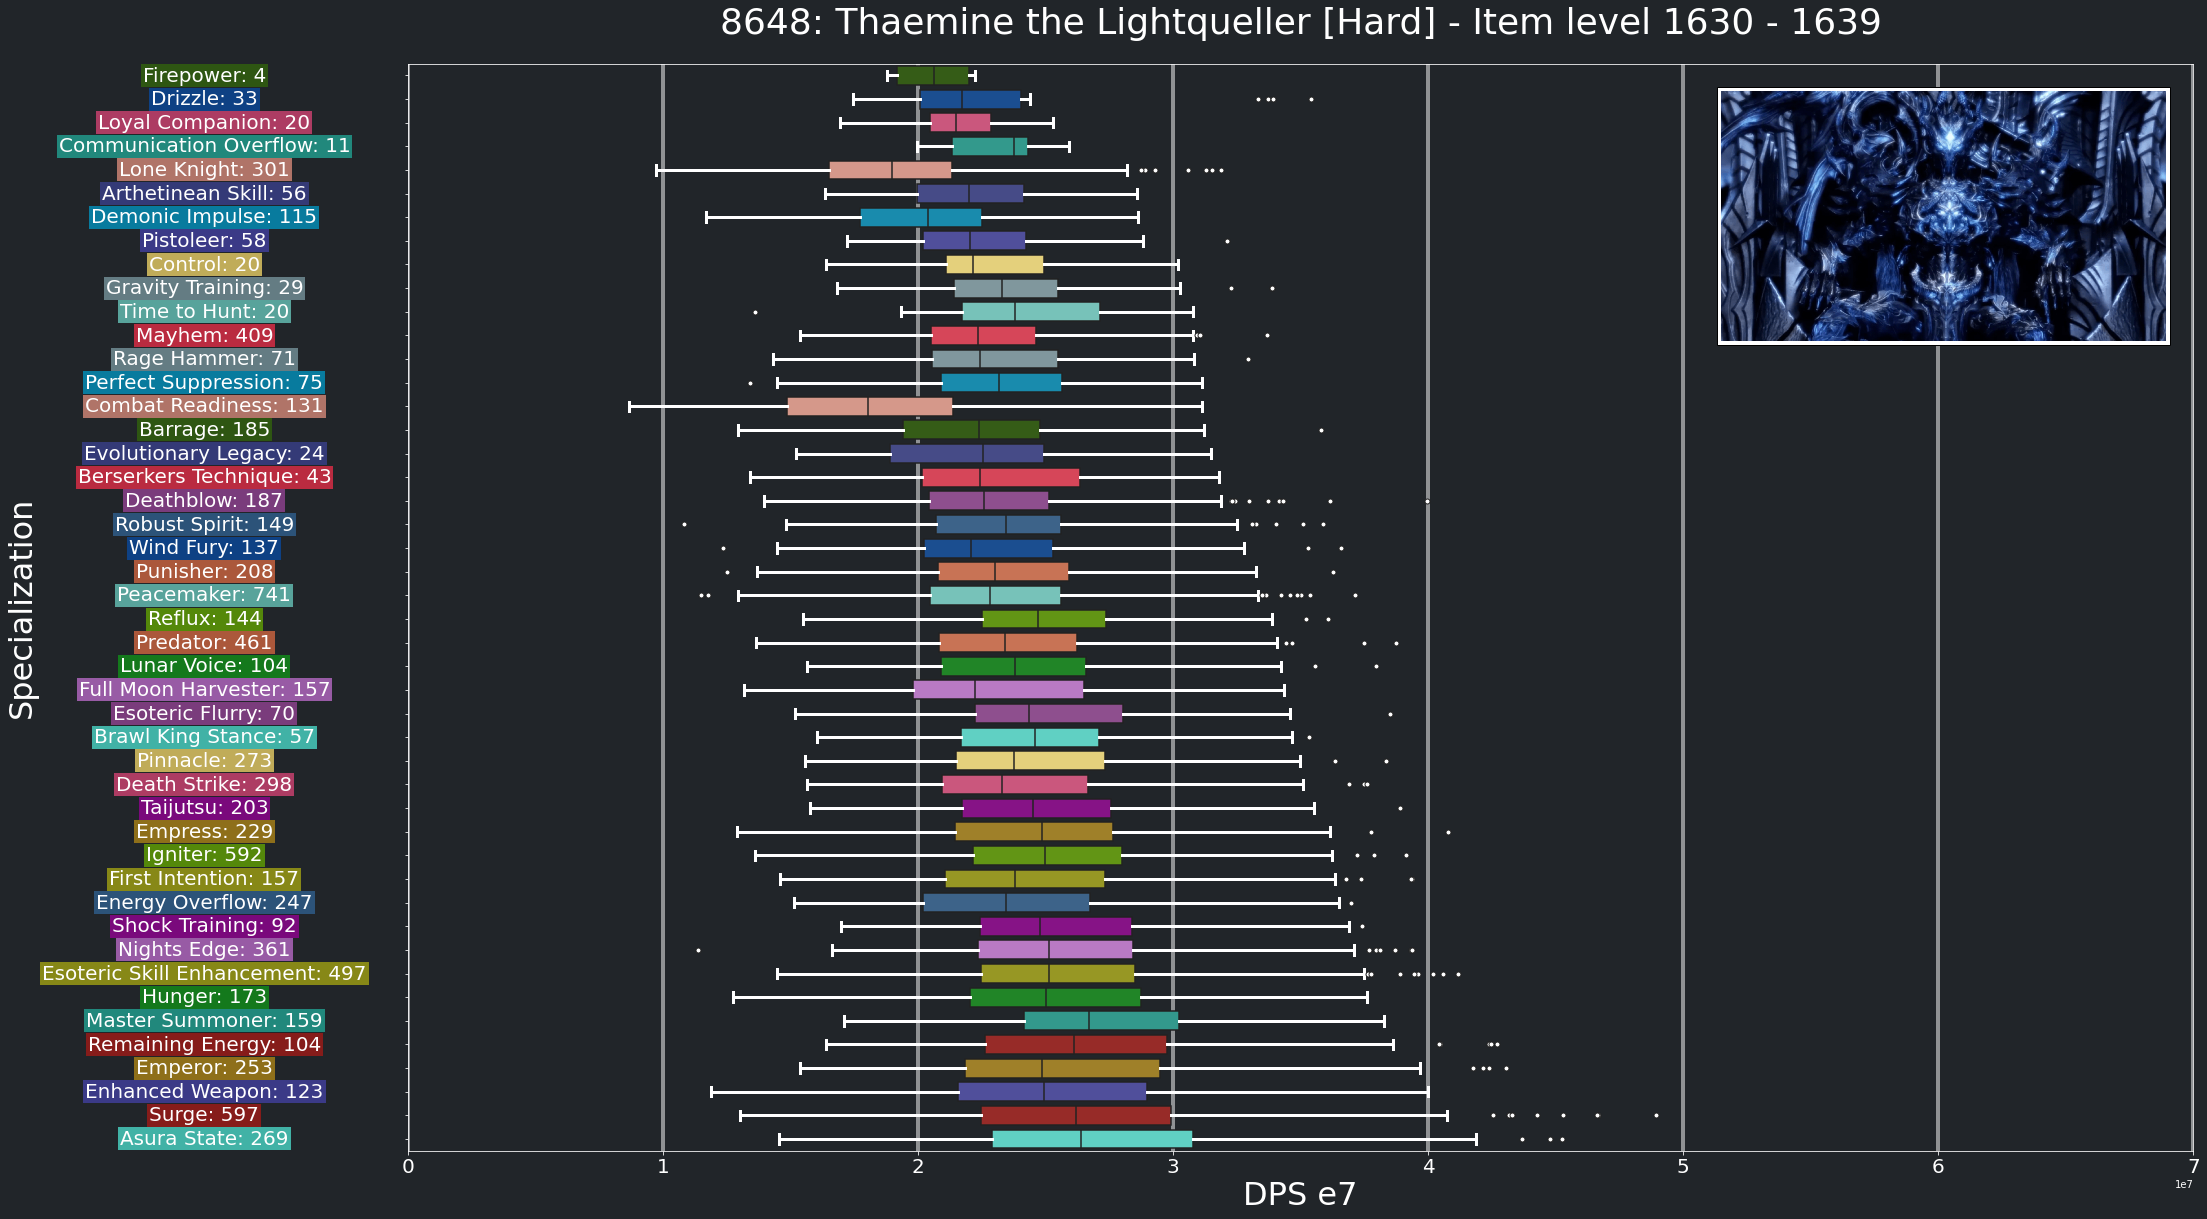 8648: Thaemine the Lightqueller [Hard] - Item level 1630 - 1639
Firepower: 4
Drizzle: 33
Loyal Companion: 20
Communication Overflow: 11
Lone Knight: 301
Arthetinean Skill: 56
Demonic Impulse: 115
Pistoleer: 58
Control: 20
Gravity Training: 29
Time to Hunt: 20
Mayhem: 409
Rage Hammer: 71
Perfect Suppression: 75
Combat Readiness: 131
Barrage: 185
Evolutionary Legacy: 24
Berserkers Technique: 43
Deathblow: 187
Robust Spirit: 149
Wind Fury: 137
Punisher: 208
Peacemaker: 741
Reflux: 144
Predator: 461
Lunar Voice: 104
Full Moon Harvester: 157
Esoteric Flurry: 70
Brawl King Stance: 57
Pinnacle: 273
Death Strike: 298
Taijutsu: 203
Empress: 229
Igniter: 592
First Intention: 157
Energy Overflow: 247
Shock Training: 92
Nights Edge: 361
Esoteric Skill Enhancement: 497
Hunger: 173
Master Summoner: 159
Remaining Energy: 104
Emperor: 253
Enhanced Weapon: 123
Surge: 597
Asura State: 269
Specialization
0 1 2 3 4 5 6 7
1e7
DPS e7